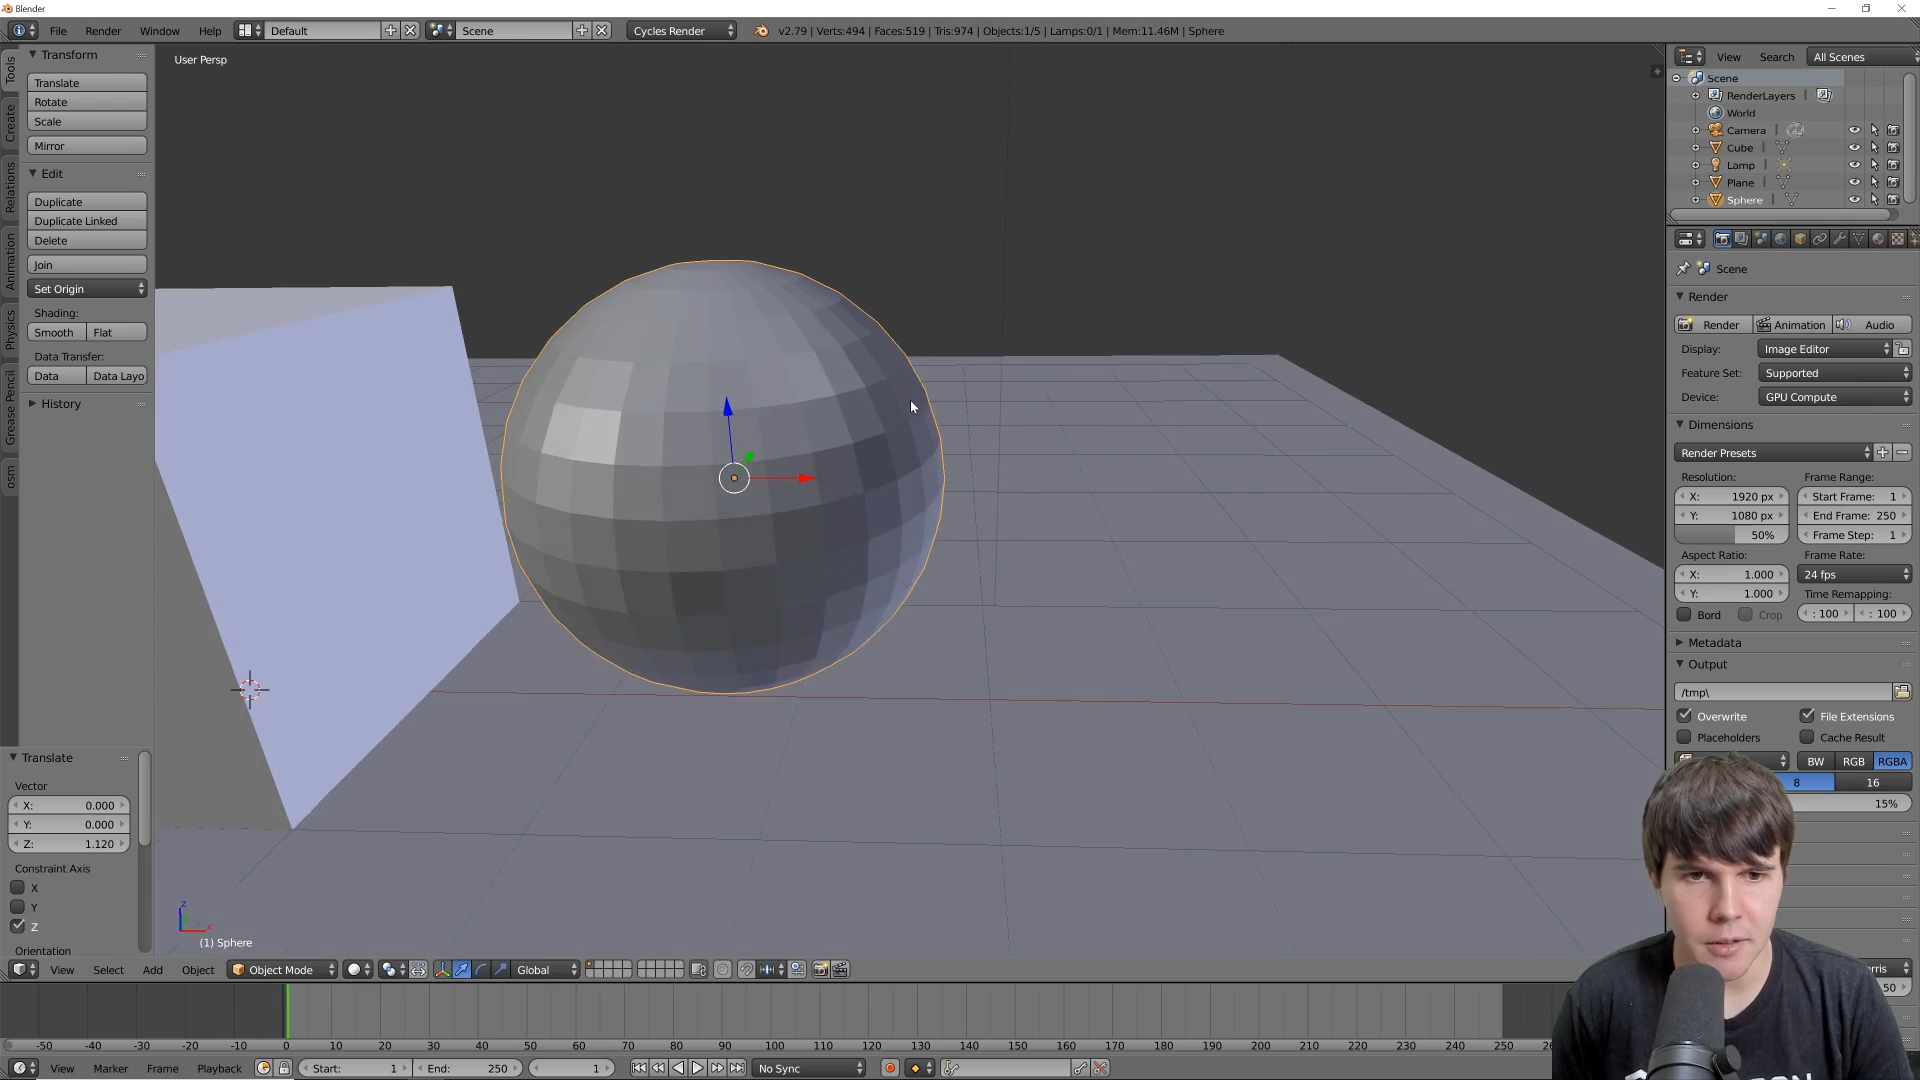 Blender
File Render Window Help Default Scene Cycles Render v2.79 | Verts:494 | Faces:519 | Tris:974 | Objects:1/5 | Lamps:0/1 | Mem:11.46M | Sphere
Tools
Create
Relations
Animation
Physics
Grease Pencil
osm
Transform
Translate
Rotate
Scale
Mirror
Edit
Duplicate
Duplicate Linked
Delete
Join
Set Origin
Shading:
Smooth Flat
Data Transfer:
Data Data Layo
History
Translate
Vector
X: 0.000
Y: 0.000
Z: 1.120
Constraint Axis
X
Y
Z
Orientation
User Persp
z
x
(1) Sphere
View Select Add Object Object Mode Global
-50 -40 -30 -20 -10 0 10 20 30 40 50 60 70 80 90 100 110 120 130 140 150 160 170 180 190 200 210 220 230 240 250
View Marker Frame Playback Start: 1 End: 250 1 No Sync
View Search All Scenes
Scene
RenderLayers
World
Camera
Cube
Lamp
Plane
Sphere
Scene
Render
Render Animation Audio
Display: Image Editor
Feature Set: Supported
Device: GPU Compute
Dimensions
Render Presets
Resolution: Frame Range:
X: 1920 px Start Frame: 1
Y: 1080 px End Frame: 250
50% Frame Step: 1
Aspect Ratio: Frame Rate:
X: 1.000 24 fps
Y: 1.000 Time Remapping:
Bord Crop : 100 : 100
Metadata
Output
/tmp\
Overwrite File Extensions
Placeholders Cache Result
BW RGB RGBA
8 16
15%
rris
50